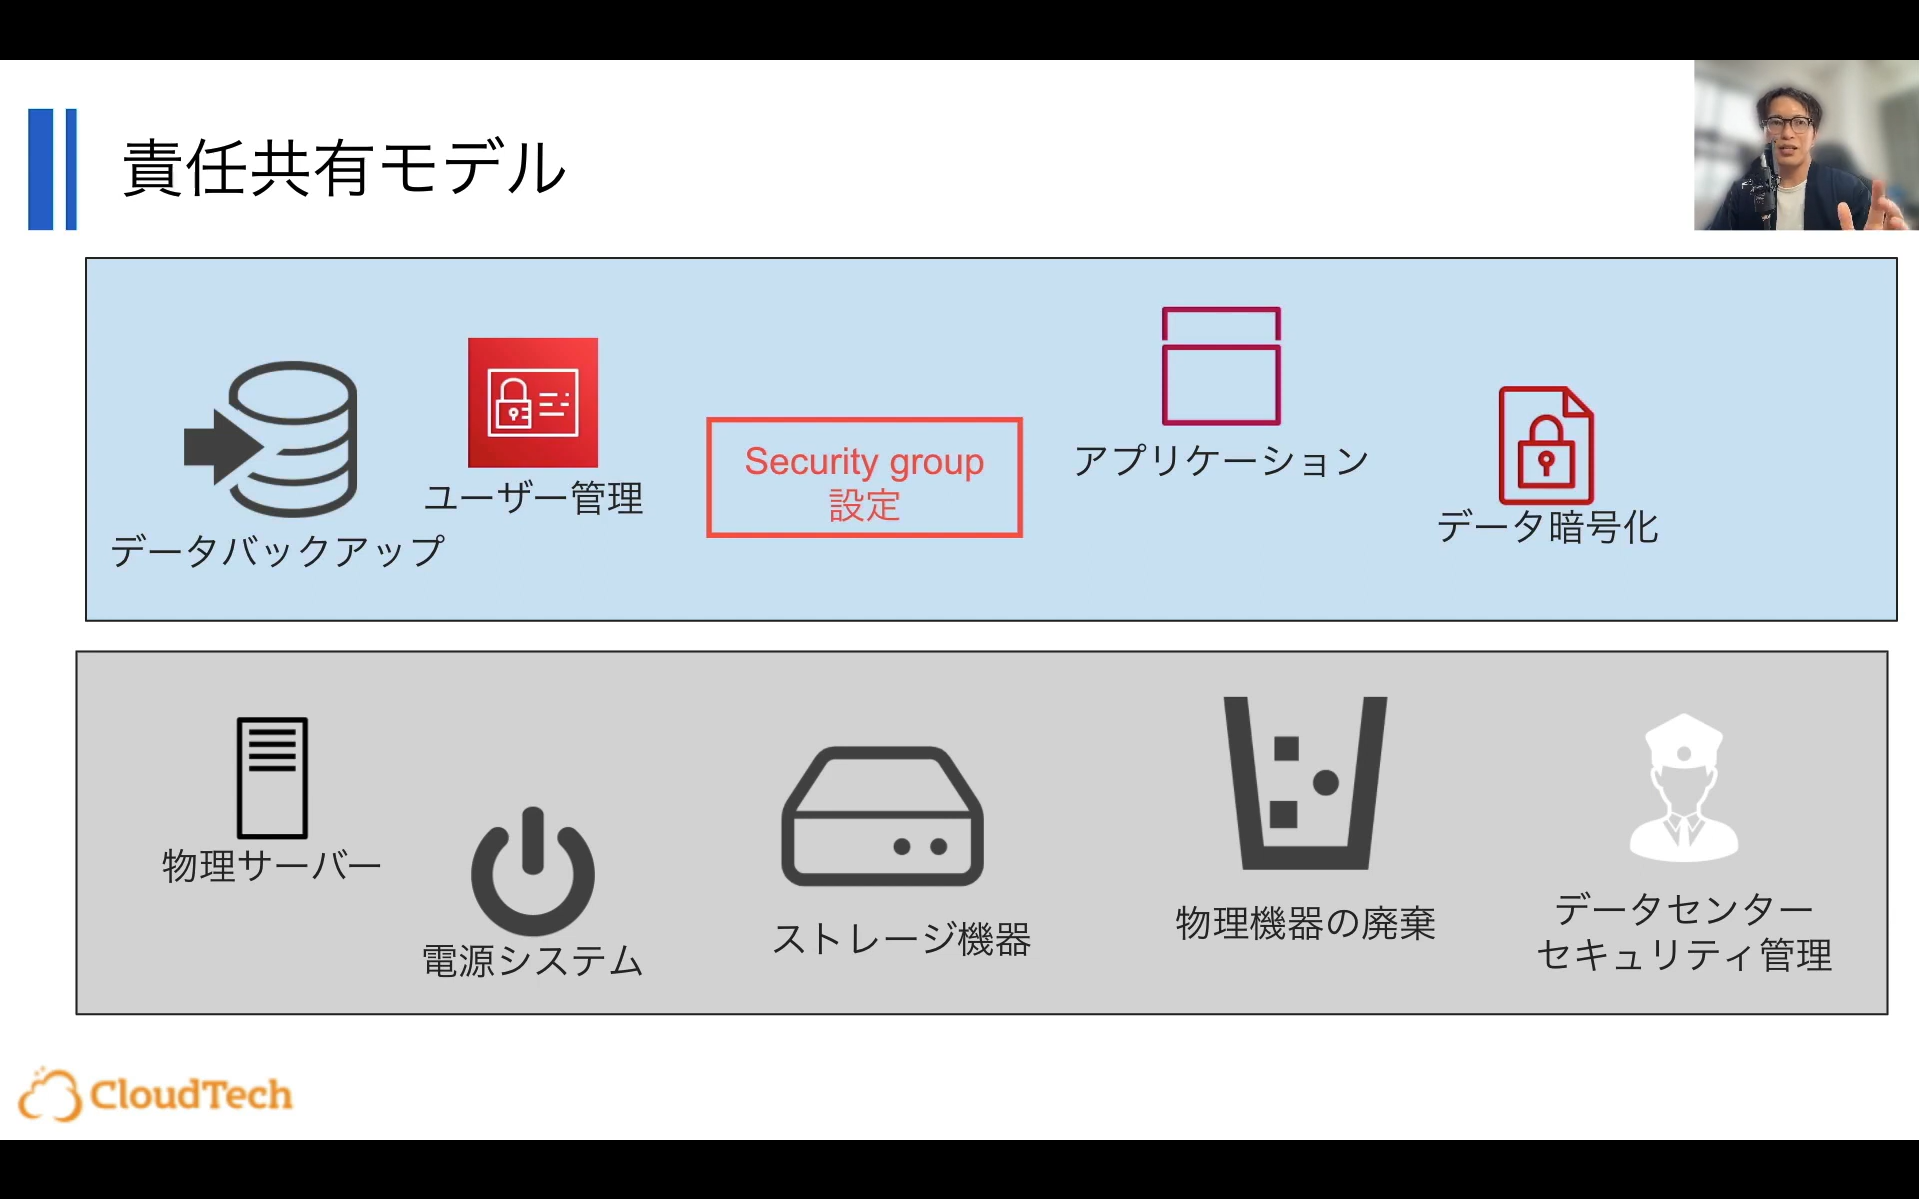 責任共有モデル
データバックアップ
ユーザー管理
Security group
設定
アプリケーション
データ暗号化
物理サーバー
電源システム
ストレージ機器
物理機器の廃棄
データセンター
セキュリティ管理
CloudTech